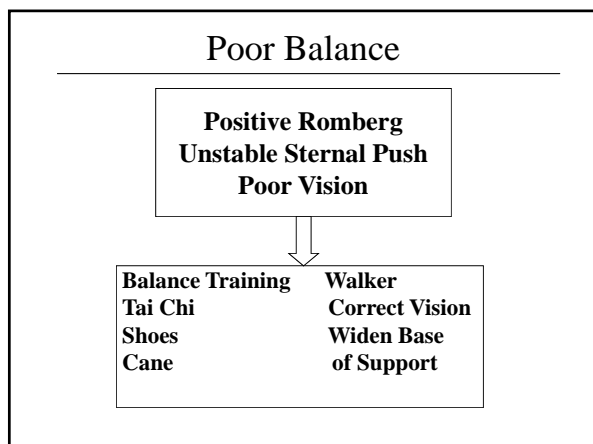 Poor Balance
Positive Romberg
Unstable Sternal Push
Poor Vision
Balance Training
Tai Chi
Shoes
Cane
Walker
Correct Vision
Widen Base
of Support